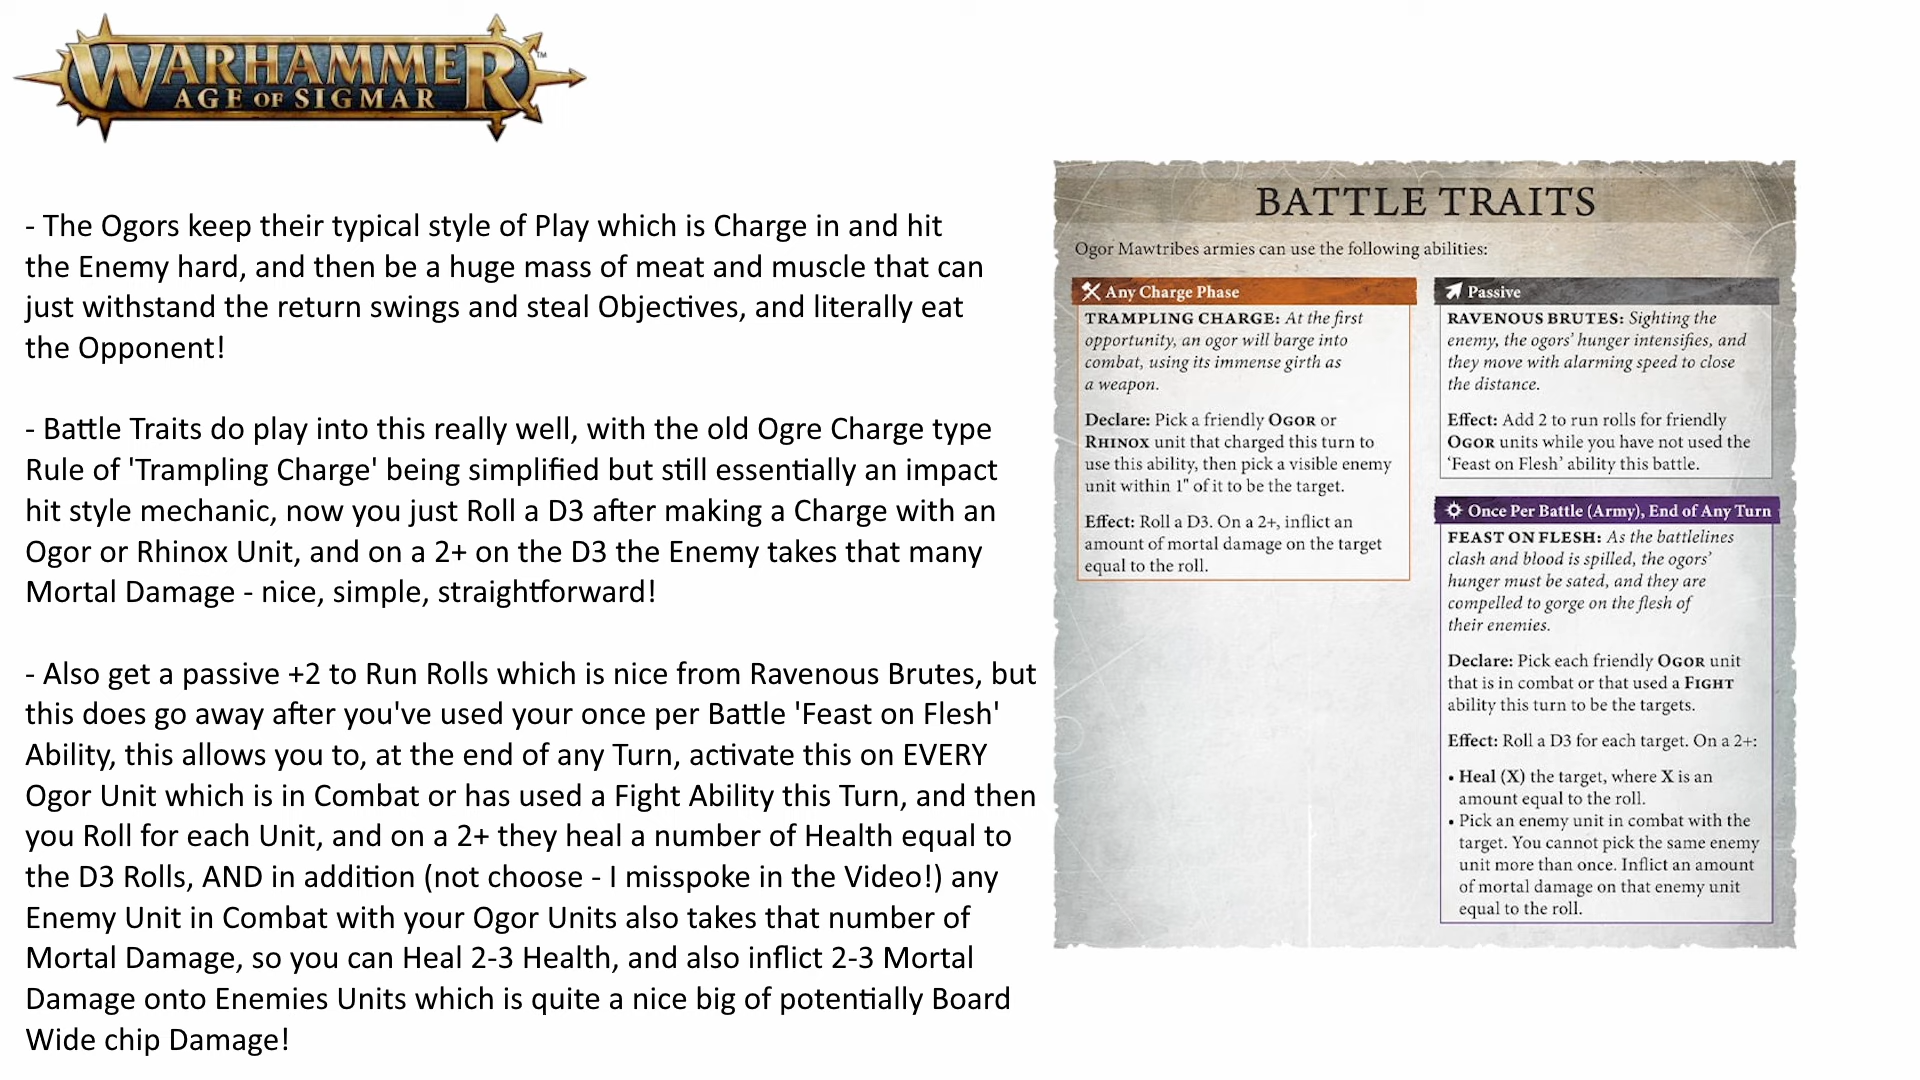 WARHAMMER™
AGE OF SIGMAR
- The Ogors keep their typical style of Play which is Charge in and hit
the Enemy hard, and then be a huge mass of meat and muscle that can
just withstand the return swings and steal Objectives, and literally eat
the Opponent!
- Battle Traits do play into this really well, with the old Ogre Charge type
Rule of 'Trampling Charge' being simplified but still essentially an impact
hit style mechanic, now you just Roll a D3 after making a Charge with an
Ogor or Rhinox Unit, and on a 2+ on the D3 the Enemy takes that many
Mortal Damage - nice, simple, straightforward!
- Also get a passive +2 to Run Rolls which is nice from Ravenous Brutes, but
this does go away after you've used your once per Battle 'Feast on Flesh'
Ability, this allows you to, at the end of any Turn, activate this on EVERY
Ogor Unit which is in Combat or has used a Fight Ability this Turn, and then
you Roll for each Unit, and on a 2+ they heal a number of Health equal to
the D3 Rolls, AND in addition (not choose - I misspoke in the Video!) any
Enemy Unit in Combat with your Ogor Units also takes that number of
Mortal Damage, so you can Heal 2-3 Health, and also inflict 2-3 Mortal
Damage onto Enemies Units which is quite a nice big of potentially Board
Wide chip Damage!
BATTLE TRAITS
Ogor Mawtribes armies can use the following abilities:
Any Charge Phase
TRAMPLING CHARGE: At the first
opportunity, an ogor will barge into
combat, using its immense girth as
a weapon.
Declare: Pick a friendly OGOR or
RHINOX unit that charged this turn to
use this ability, then pick a visible enemy
unit within 1" of it to be the target.
Effect: Roll a D3. On a 2+, inflict an
amount of mortal damage on the target
equal to the roll.
Passive
RAVENOUS BRUTES: Sighting the
enemy, the ogors' hunger intensifies, and
they move with alarming speed to close
the distance.
Effect: Add 2 to run rolls for friendly
OGOR units while you have not used the
'Feast on Flesh' ability this battle.
Once Per Battle (Army), End of Any Turn
FEAST ON FLESH: As the battlelines
clash and blood is spilled, the ogors'
hunger must be sated, and they are
compelled to gorge on the flesh of
their enemies.
Declare: Pick each friendly OGOR unit
that is in combat or that used a FIGHT
ability this turn to be the targets.
Effect: Roll a D3 for each target. On a 2+:
• Heal (X) the target, where X is an
amount equal to the roll.
• Pick an enemy unit in combat with the
target. You cannot pick the same enemy
unit more than once. Inflict an amount
of mortal damage on that enemy unit
equal to the roll.